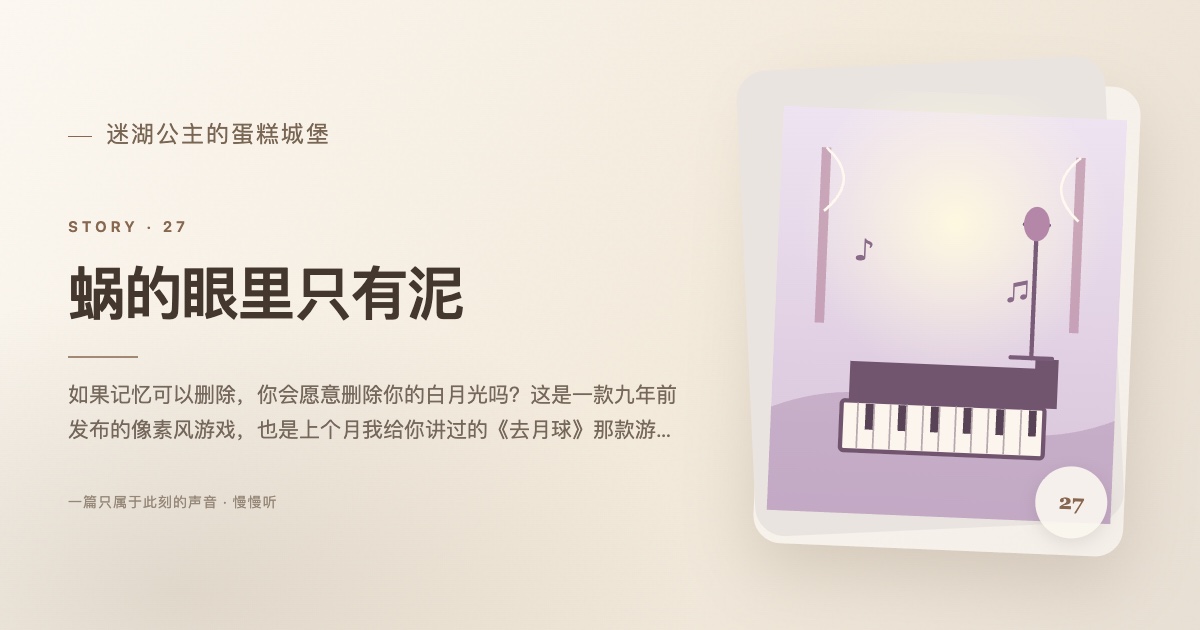 — 迷湖公主的蛋糕城堡
STORY · 27
蜗的眼里只有泥
如果记忆可以删除，你会愿意删除你的白月光吗？这是一款九年前
发布的像素风游戏，也是上个月我给你讲过的《去月球》那款游...
一篇只属于此刻的声音 · 慢慢听
27